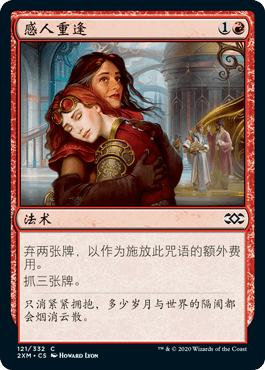 感人重逢 1
法术
弃两张牌，以作为施放此咒语的额外费
用。
抓三张牌。
只消紧紧拥抱，多少岁月与世界的隔阂都
会烟消云散。
121/332 C
2XM • CS HOWARD LYON
™ & © 2020 Wizards of the Coast